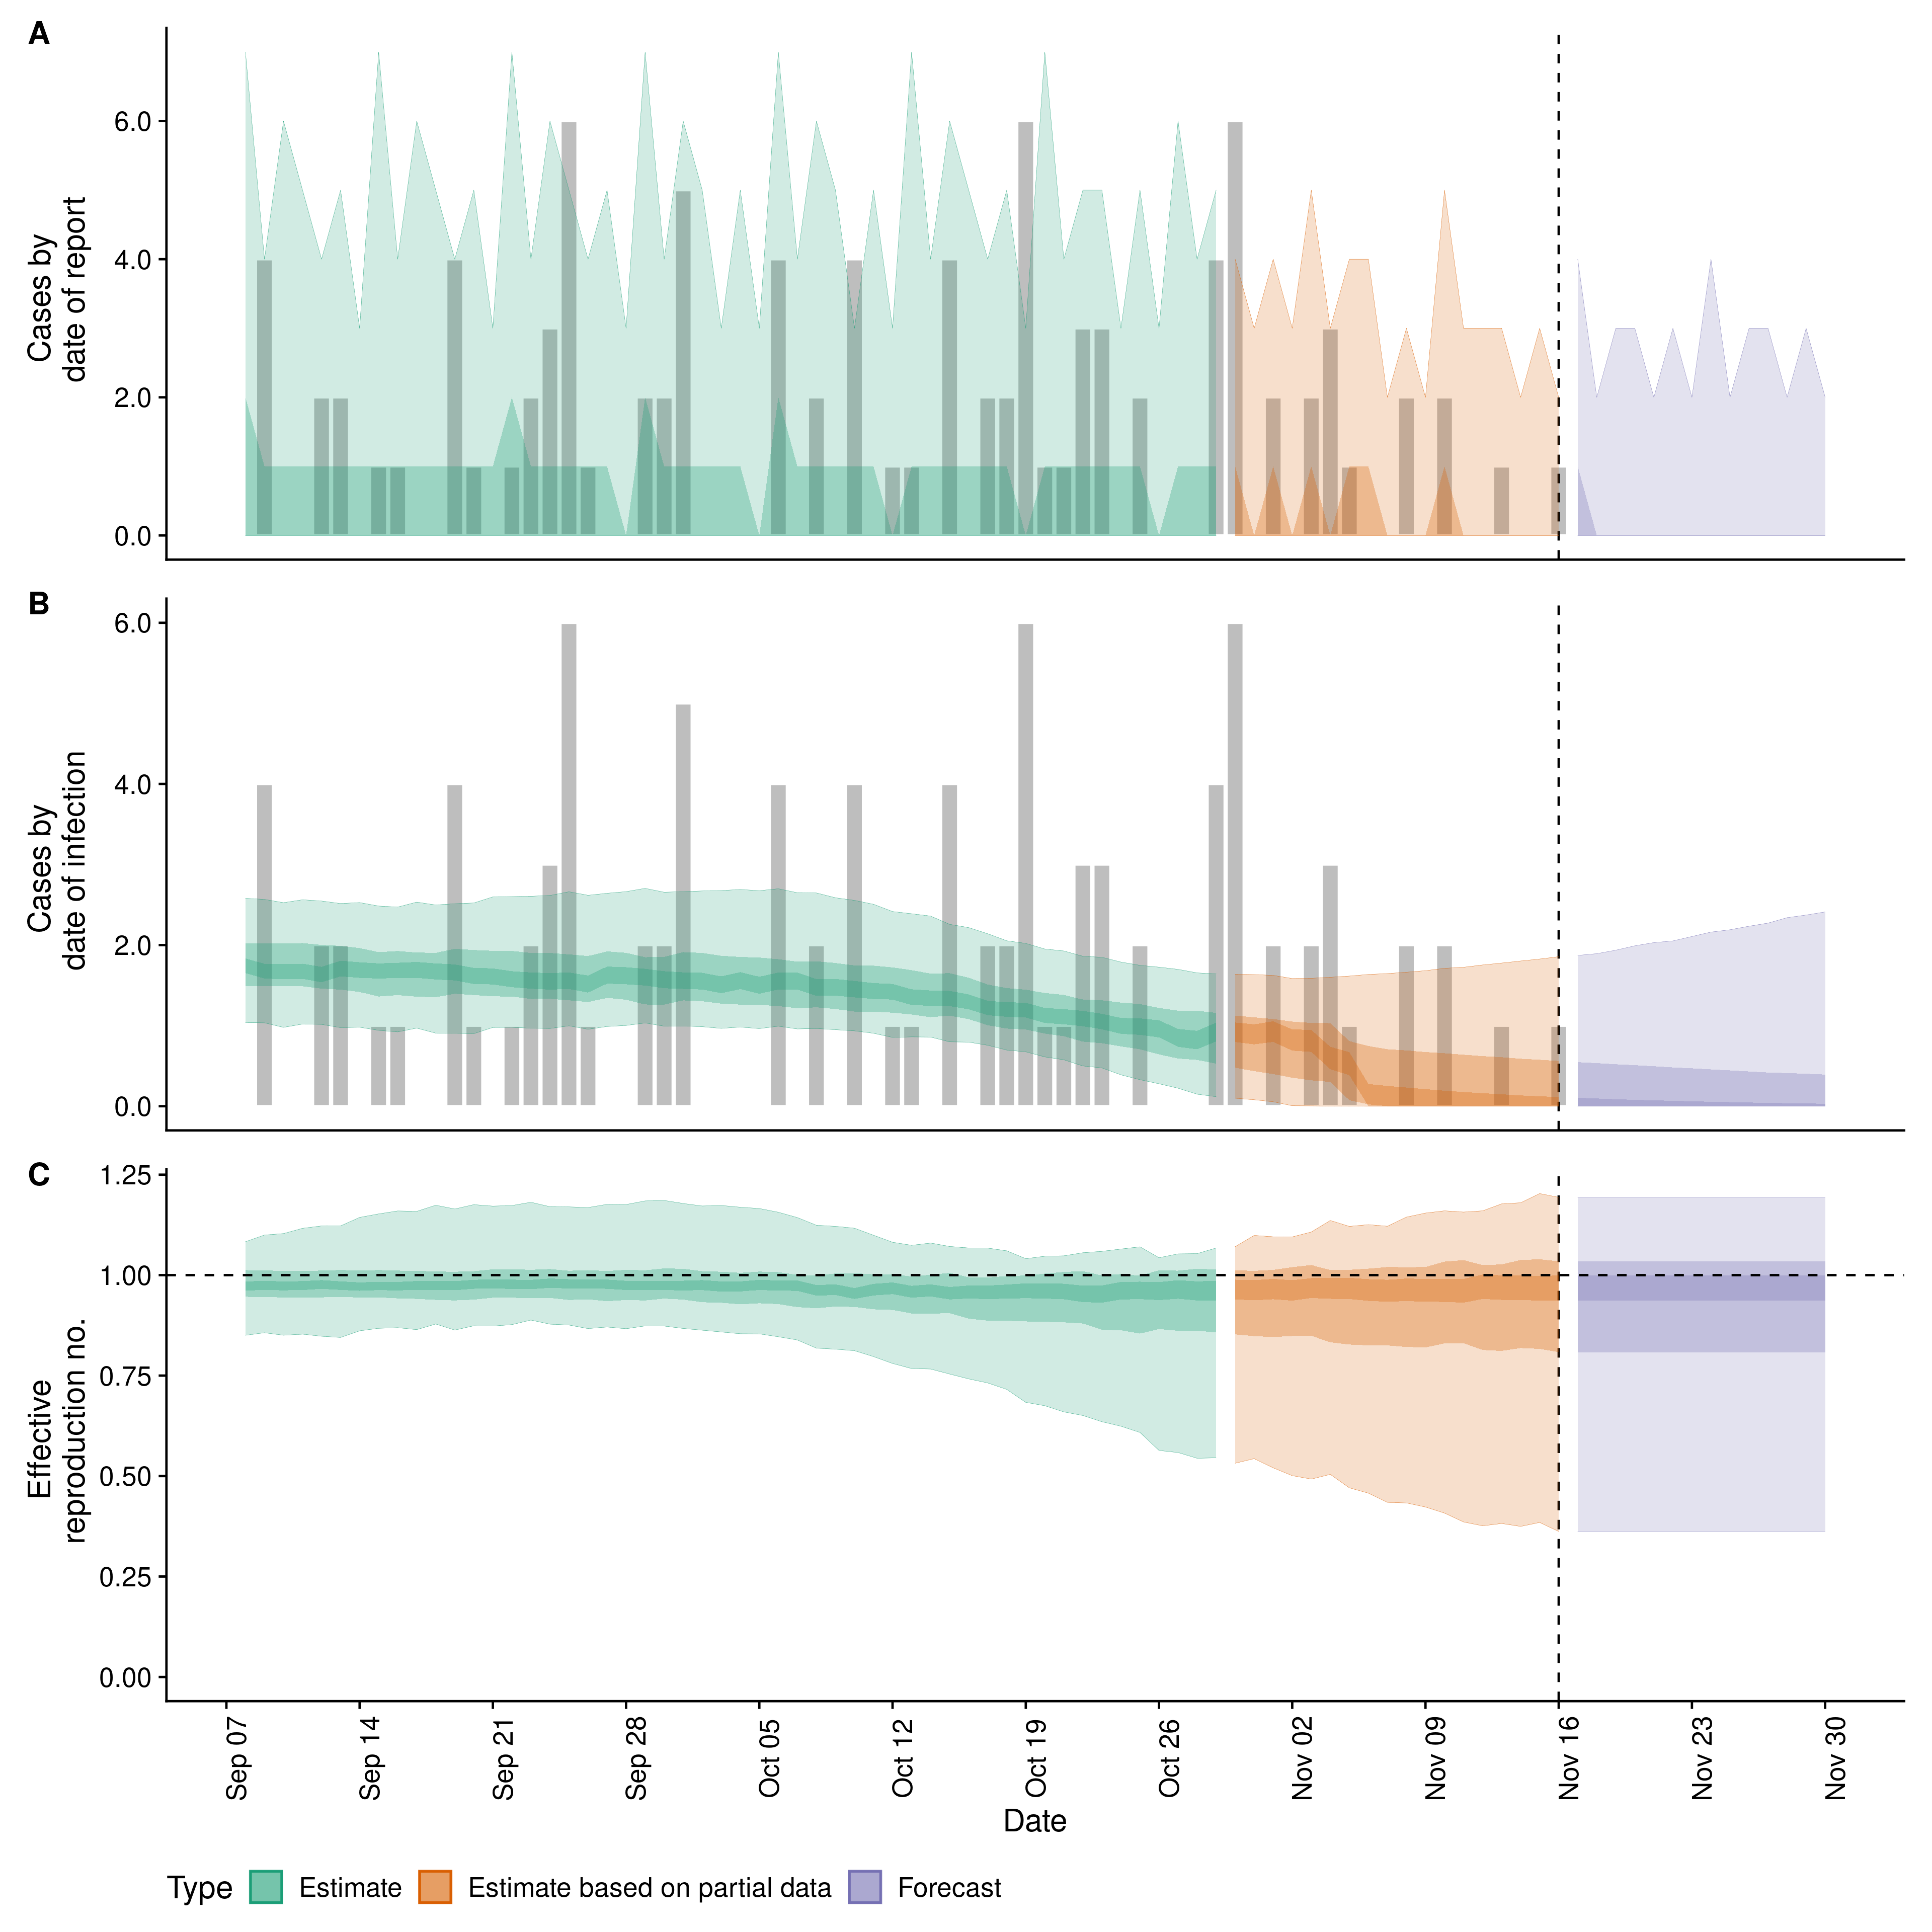 A
Cases by
date of report
6.0
4.0
2.0
0.0
B
Cases by
date of infection
6.0
4.0
2.0
0.0
C
Effective
reproduction no.
1.25
1.00
0.75
0.50
0.25
0.00
Sep 07
Sep 14
Sep 21
Sep 28
Oct 05
Oct 12
Oct 19
Oct 26
Nov 02
Nov 09
Nov 16
Nov 23
Nov 30
Date
Type Estimate Estimate based on partial data Forecast